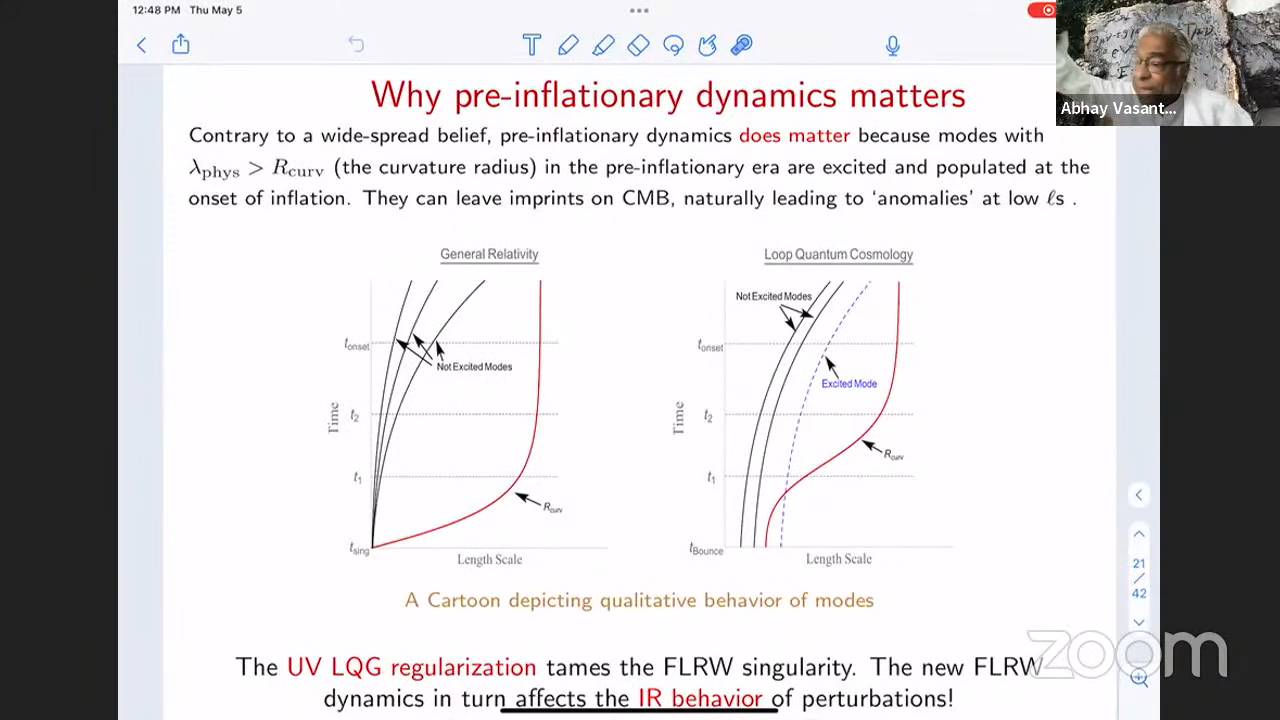 12:48 PM Thu May 5
Abhay Vasant...
Why pre-inflationary dynamics matters
Contrary to a wide-spread belief, pre-inflationary dynamics does matter because modes with
λphys > Rcurv (the curvature radius) in the pre-inflationary era are excited and populated at the
onset of inflation. They can leave imprints on CMB, naturally leading to ‘anomalies’ at low ℓs .
General Relativity
tonset
Not Excited Modes
Time
t2
t1
Rcurv
tsing
Length Scale
Loop Quantum Cosmology
Not Excited Modes
tonset
Excited Mode
Time
t2
Rcurv
t1
tBounce
Length Scale
A Cartoon depicting qualitative behavior of modes
The UV LQG regularization tames the FLRW singularity. The new FLRW
dynamics in turn affects the IR behavior of perturbations!
21
/
42
zoom